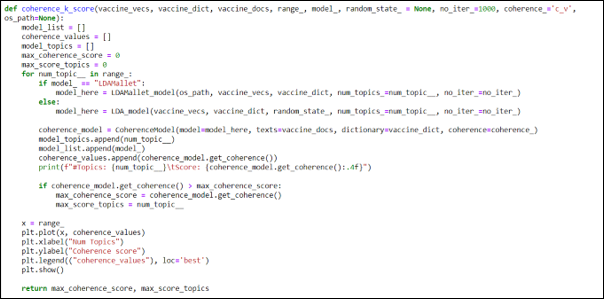 def coherence_k_score(vaccine_vecs, vaccine_dict, vaccine_docs, range_, model_, random_state_ = None, no_iter_=1000, coherence_='c_v',
os_path=None):
    model_list = []
    coherence_values = []
    model_topics = []
    max_coherence_score = 0
    max_score_topics = 0
    for num_topic__ in range_:
        if model_ == "LDAMallet":
            model_here = LDAMallet_model(os_path, vaccine_vecs, vaccine_dict, num_topics_=num_topic__, no_iter_=no_iter_)
        else:
            model_here = LDA_model(vaccine_vecs, vaccine_dict, random_state_, num_topics_=num_topic__, no_iter_=no_iter_)
        coherence_model = CoherenceModel(model=model_here, texts=vaccine_docs, dictionary=vaccine_dict, coherence=coherence_)
        model_topics.append(num_topic__)
        model_list.append(model_)
        coherence_values.append(coherence_model.get_coherence())
        print(f"#Topics: {num_topic__}\tScore: {coherence_model.get_coherence():.4f}")
        if coherence_model.get_coherence() > max_coherence_score:
            max_coherence_score = coherence_model.get_coherence()
            max_score_topics = num_topic__
    x = range_
    plt.plot(x, coherence_values)
    plt.xlabel("Num Topics")
    plt.ylabel("Coherence score")
    plt.legend(("coherence_values"), loc='best')
    plt.show()
    return max_coherence_score, max_score_topics